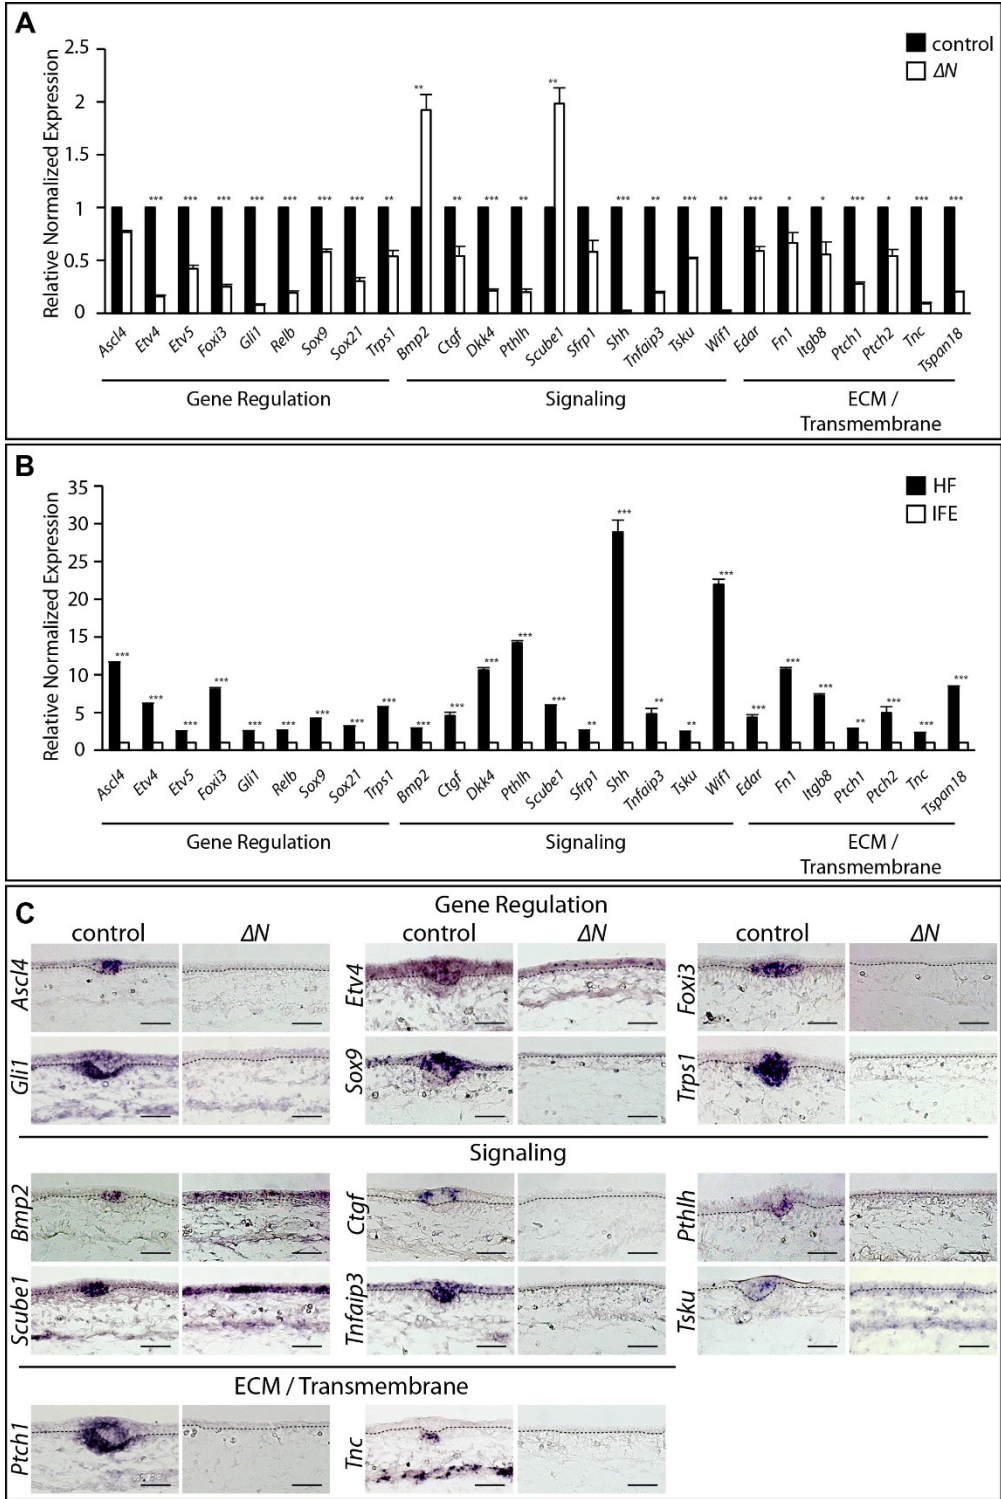 A
control
ΔN
Relative Normalized Expression
2.5
2
1.5
1
0.5
0
** **
*** *** *** *** *** *** *** ** ** *** ** *** ** *** ** *** * * *** * *** ***
Ascl4 Etv4 Etv5 Foxi3 Gli1 Relb Sox9 Sox21 Trps1 Bmp2 Ctgf Dkk4 Pthlh Scube1 Sfrp1 Shh Tnfaip3 Tsku Wif1 Edar Fn1 Itgb8 Ptch1 Ptch2 Tnc Tspan18
Gene Regulation Signaling ECM /
Transmembrane
B
HF
IFE
Relative Normalized Expression
35
30
25
20
15
10
5
0
*** *** *** *** *** *** *** *** *** *** *** *** *** *** ** *** ** ** *** *** *** *** ** *** *** ***
Ascl4 Etv4 Etv5 Foxi3 Gli1 Relb Sox9 Sox21 Trps1 Bmp2 Ctgf Dkk4 Pthlh Scube1 Sfrp1 Shh Tnfaip3 Tsku Wif1 Edar Fn1 Itgb8 Ptch1 Ptch2 Tnc Tspan18
Gene Regulation Signaling ECM /
Transmembrane
C
Gene Regulation
control ΔN control ΔN control ΔN
Ascl4 Etv4 Foxi3
Gli1 Sox9 Trps1
Signaling
Bmp2 Ctgf Pthlh
Scube1 Tnfaip3 Tsku
ECM / Transmembrane
Ptch1 Tnc